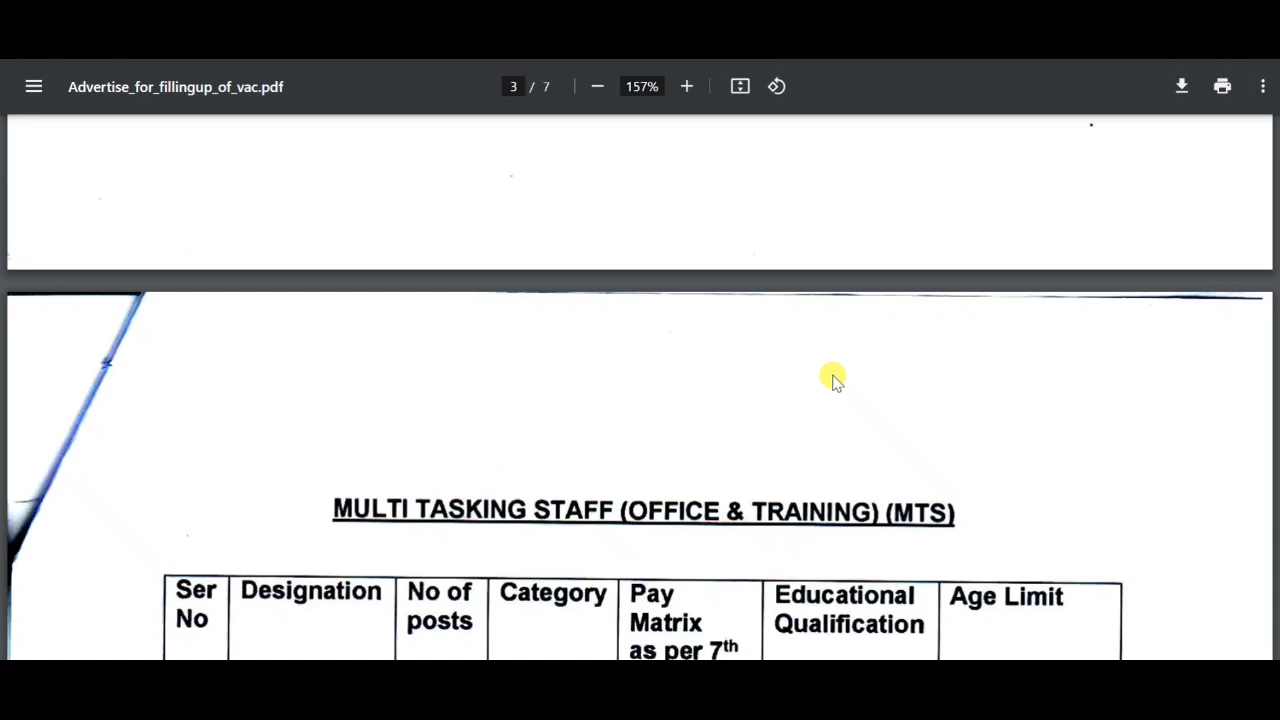 Advertise_for_fillingup_of_vac.pdf
3 / 7
157%
MULTI TASKING STAFF (OFFICE & TRAINING) (MTS)
Ser No
Designation
No of posts
Category
Pay Matrix as per 7th
Educational Qualification
Age Limit